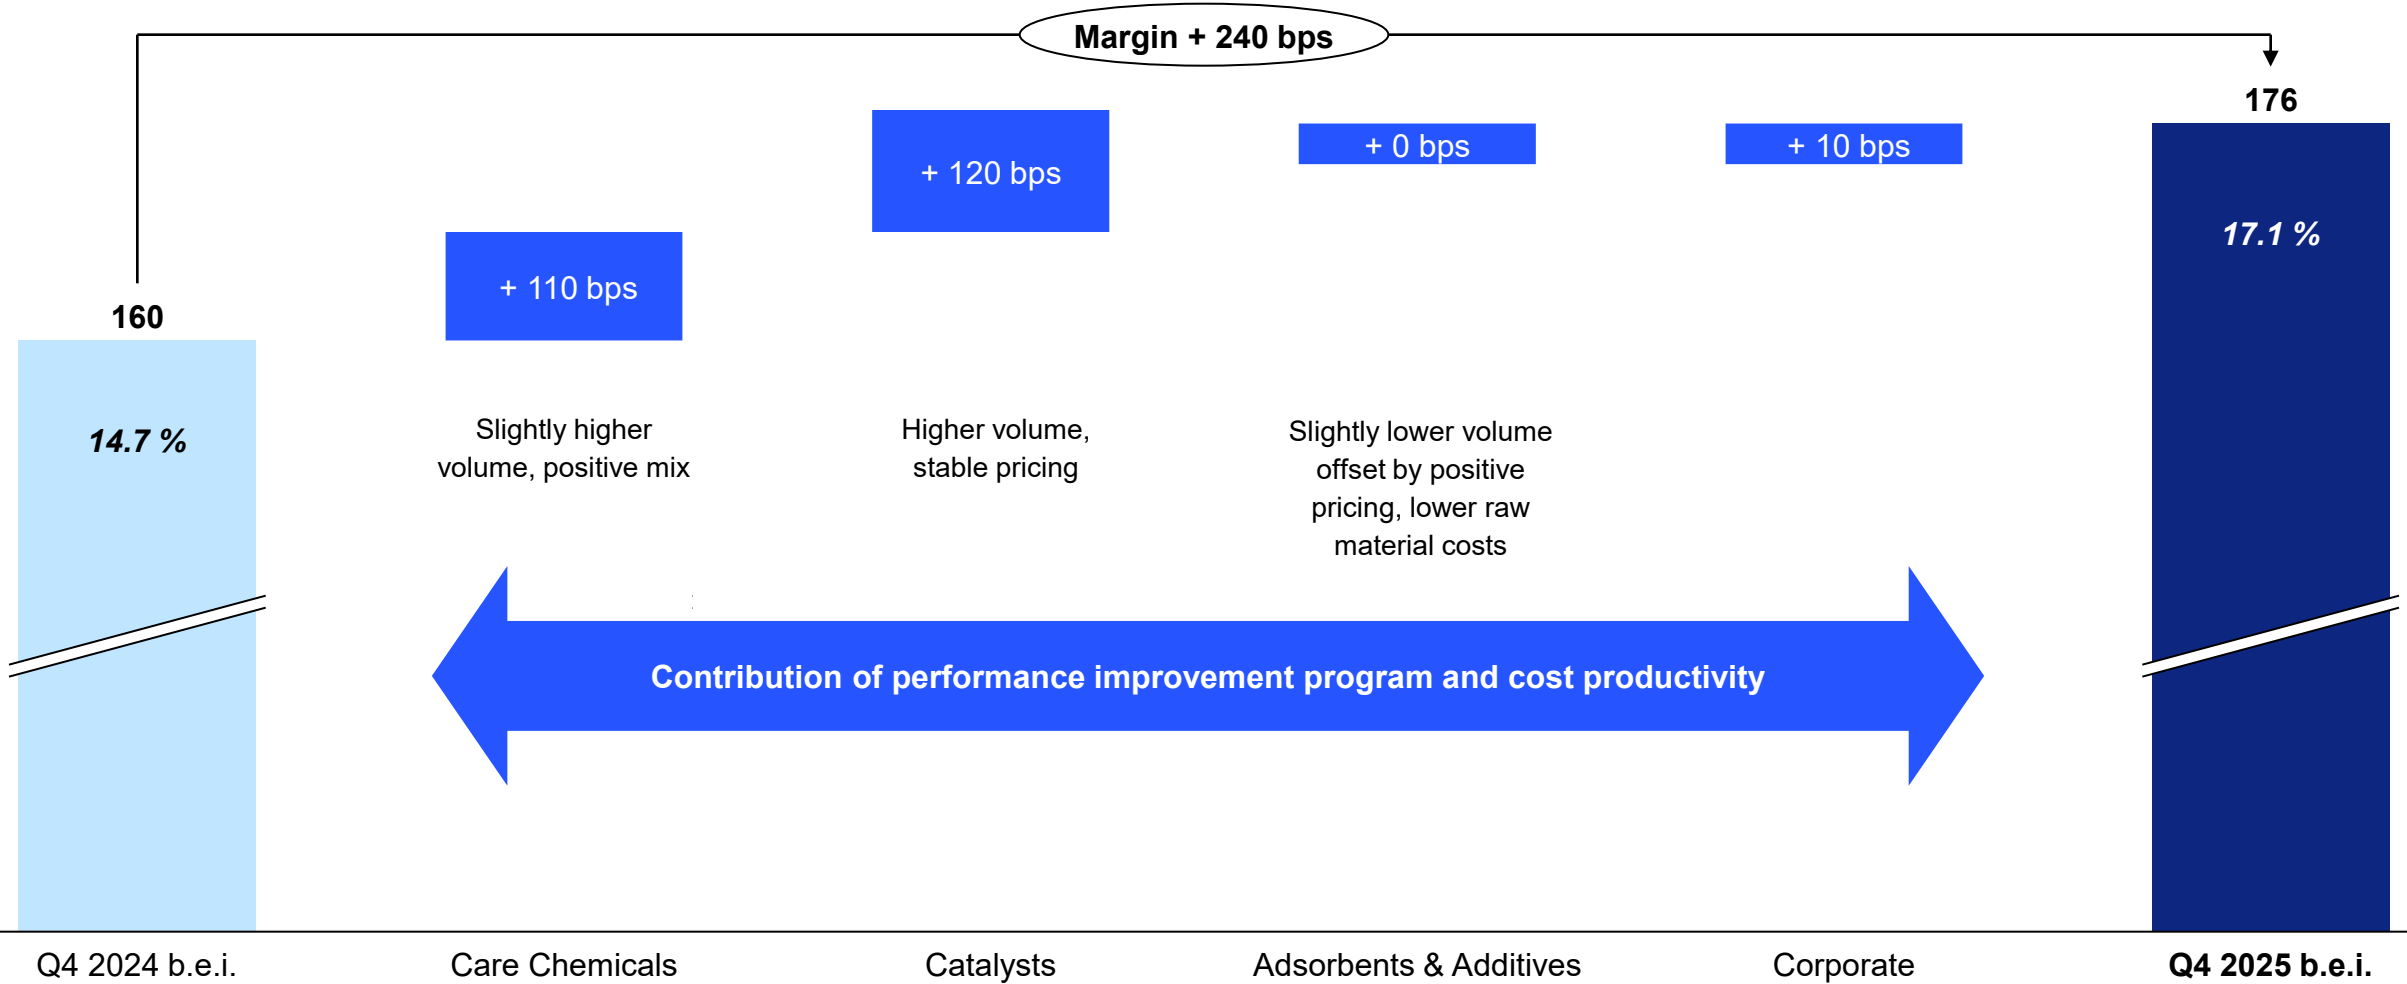 Margin + 240 bps
176
+ 120 bps
+ 0 bps
+ 10 bps
17.1 %
+ 110 bps
160
14.7 %
Slightly higher
volume, positive mix
Higher volume,
stable pricing
Slightly lower volume
offset by positive
pricing, lower raw
material costs
Contribution of performance improvement program and cost productivity
Q4 2024 b.e.i.
Care Chemicals
Catalysts
Adsorbents & Additives
Corporate
Q4 2025 b.e.i.